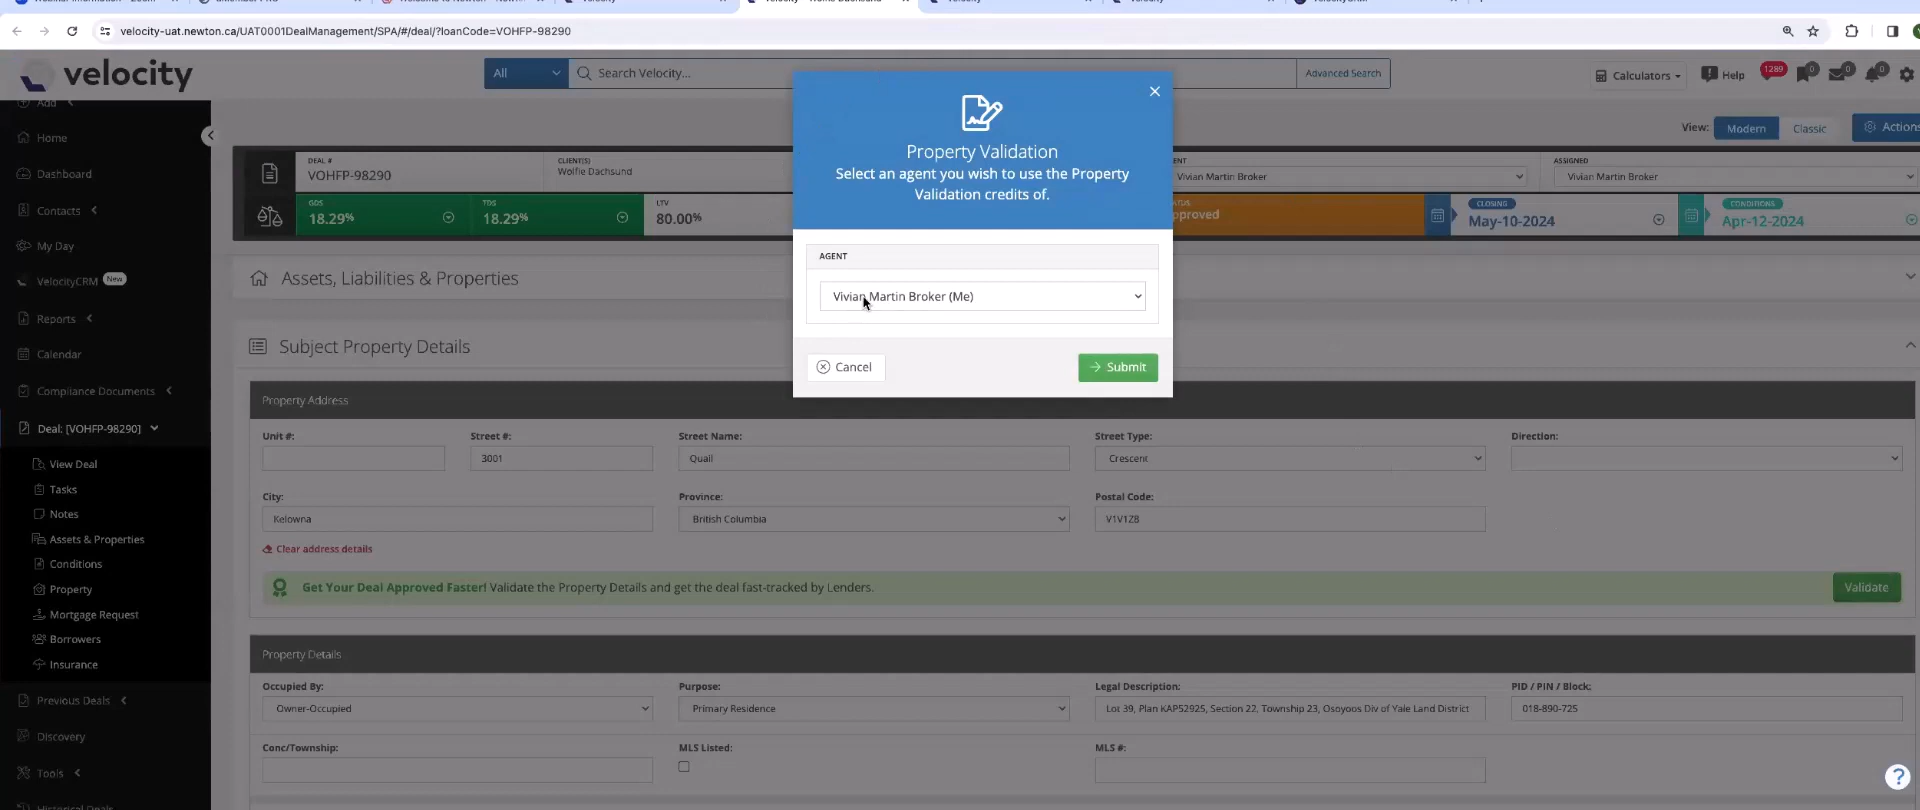 velocity-uat.newton.ca/UAT0001DealManagement/SPA/#/deal/?loanCode=VOHFP-98290
velocity
All
Search Velocity...
Advanced Search
Calculators
Help
1289
0
0
0
Add
Home
Dashboard
Contacts
My Day
VelocityCRM New
Reports
Calendar
Compliance Documents
Deal: [VOHFP-98290]
View Deal
Tasks
Notes
Assets & Properties
Conditions
Property
Mortgage Request
Borrowers
Insurance
Previous Deals
Discovery
Tools
Historical Deals
View: Modern Classic
Actions
DEAL #
VOHFP-98290
CLIENT(S)
Wolfie Dachsund
Vivian Martin Broker
ASSIGNED
Vivian Martin Broker
GDS
18.29%
TDS
18.29%
LTV
80.00%
CLOSING
May-10-2024
CONDITIONS
Apr-12-2024
Property Validation
Select an agent you wish to use the Property
Validation credits of.
AGENT
Vivian Martin Broker (Me)
Cancel
Submit
Assets, Liabilities & Properties
Subject Property Details
Property Address
Unit #:
Street #:
Street Name:
Street Type:
Direction:
3001
Quail
Crescent
City:
Province:
Postal Code:
Kelowna
British Columbia
V1V1Z8
Clear address details
Get Your Deal Approved Faster! Validate the Property Details and get the deal fast-tracked by Lenders.
Validate
Property Details
Occupied By:
Purpose:
Legal Description:
PID / PIN / Block:
Owner-Occupied
Primary Residence
Lot 39, Plan KAP52925, Section 22, Township 23, Osoyoos Div of Yale Land District
018-890-725
Conc/Township:
MLS Listed:
MLS #:
?